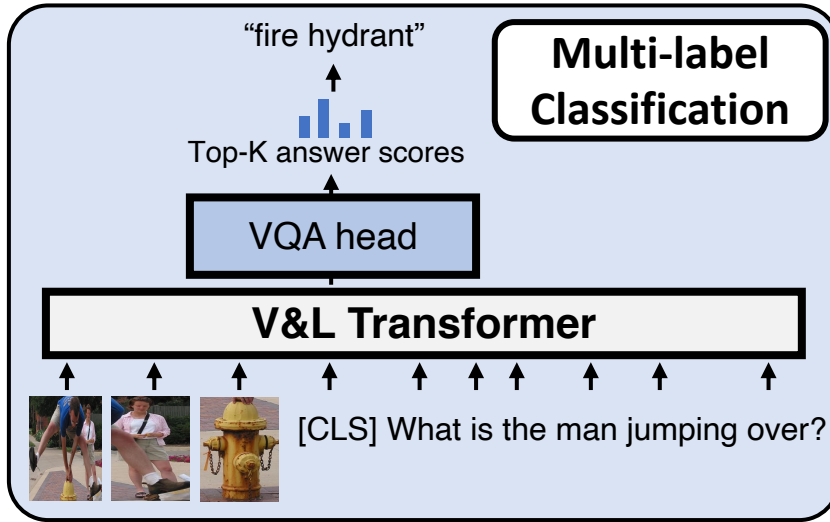 “fire hydrant”
Multi-label
Classification
Top-K answer scores
VQA head
V&L Transformer
[CLS] What is the man jumping over?